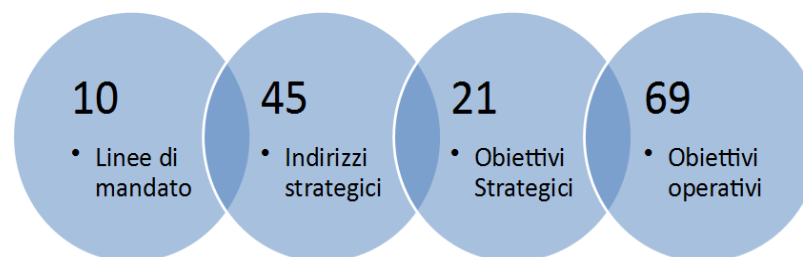 10
• Linee di
mandato
45
• Indirizzi
strategici
21
• Obiettivi
Strategici
69
• Obiettivi
operativi